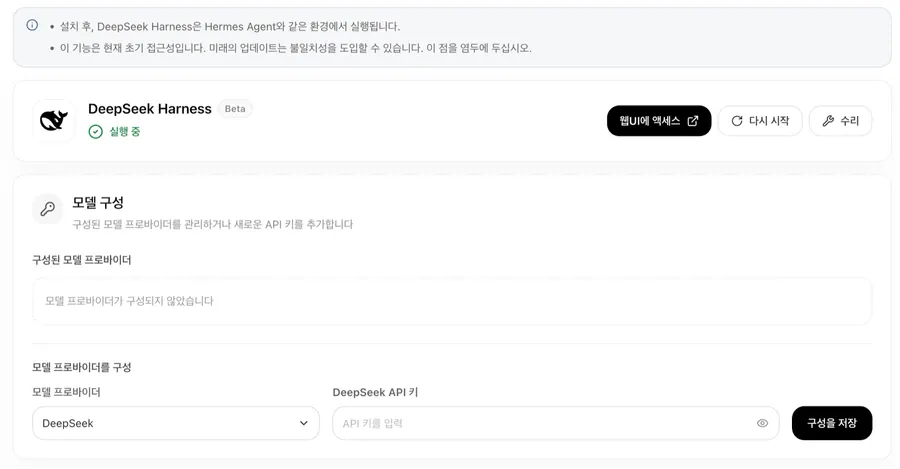 • 설치 후, DeepSeek Harness은 Hermes Agent와 같은 환경에서 실행됩니다.
• 이 기능은 현재 초기 접근성입니다. 미래의 업데이트는 불일치성을 도입할 수 있습니다. 이 점을 염두에 두십시오.
DeepSeek Harness Beta
실행 중
웹UI에 액세스 다시 시작 수리
모델 구성
구성된 모델 프로바이더를 관리하거나 새로운 API 키를 추가합니다
구성된 모델 프로바이더
모델 프로바이더가 구성되지 않았습니다
모델 프로바이더를 구성
모델 프로바이더 DeepSeek API 키
DeepSeek API 키를 입력 구성을 저장